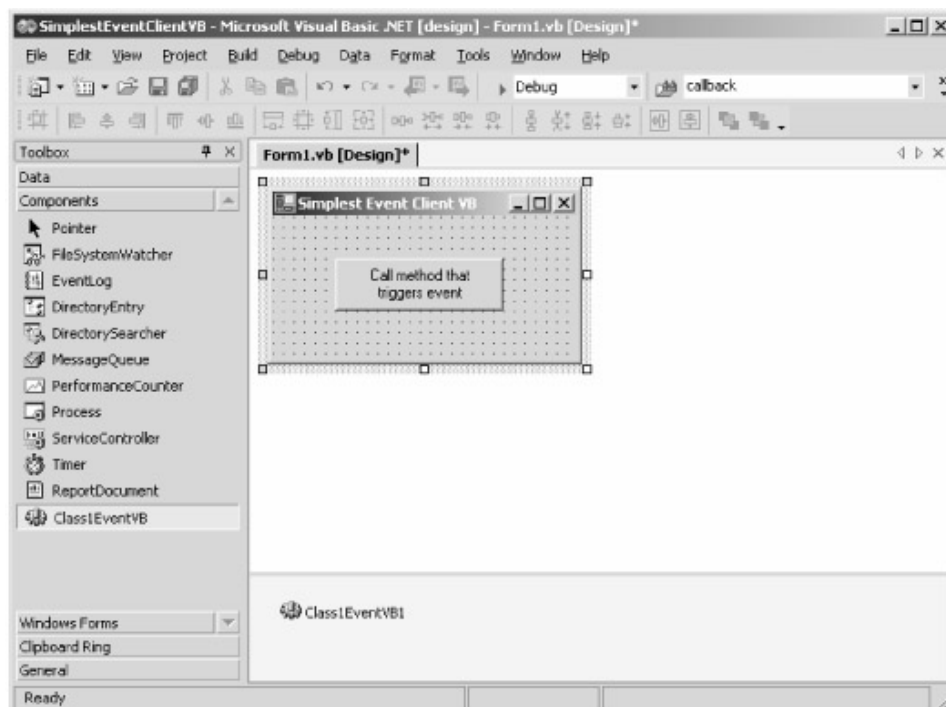 SimplestEventClientVB - Microsoft Visual Basic .NET [design] - Form1.vb [Design]*
File Edit View Project Build Debug Data Format Tools Window Help
Debug callback
Toolbox
Form1.vb [Design]*
Data
Components
Pointer
FileSystemWatcher
EventLog
DirectoryEntry
DirectorySearcher
MessageQueue
PerformanceCounter
Process
ServiceController
Timer
ReportDocument
Class1EventVB
Windows Forms
Clipboard Ring
General
Simplest Event Client VB
Call method that
triggers event
Class1EventVB1
Ready